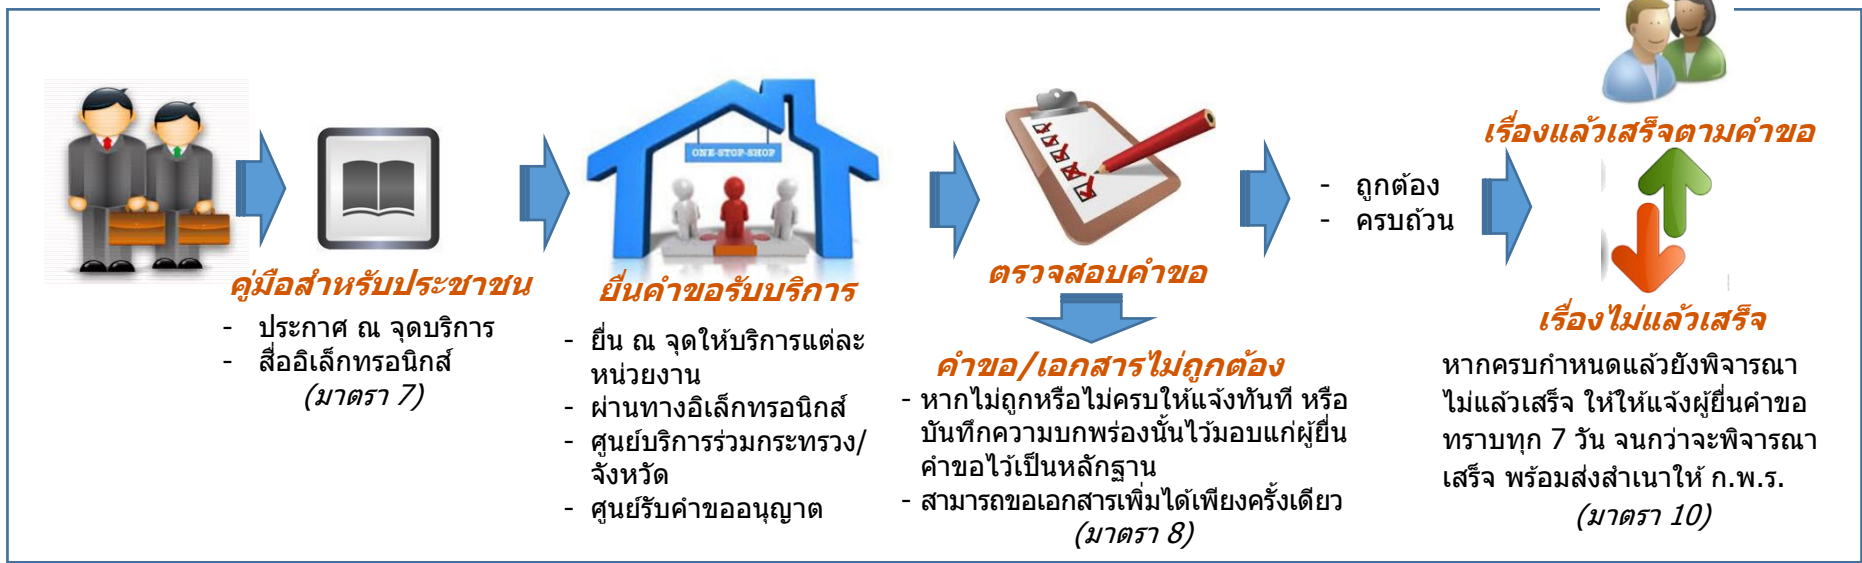 คู่มือสำหรับประชาชน
- ประกาศ ณ จุดบริการ
- สื่ออิเล็กทรอนิกส์
(มาตรา 7)
ONE-STOP-SHOP
ยื่นคำขอรับบริการ
- ยื่น ณ จุดให้บริการแต่ละ
หน่วยงาน
- ผ่านทางอิเล็กทรอนิกส์
- ศูนย์บริการร่วมกระทรวง/
จังหวัด
- ศูนย์รับคำขออนุญาต
ตรวจสอบคำขอ
คำขอ/เอกสารไม่ถูกต้อง
- หากไม่ถูกหรือไม่ครบให้แจ้งทันที หรือ
บันทึกความบกพร่องนั้นไว้มอบแก่ผู้ยื่น
คำขอไว้เป็นหลักฐาน
- สามารถขอเอกสารเพิ่มได้เพียงครั้งเดียว
(มาตรา 8)
- ถูกต้อง
- ครบถ้วน
เรื่องแล้วเสร็จตามคำขอ
เรื่องไม่แล้วเสร็จ
หากครบกำหนดแล้วยังพิจารณา
ไม่แล้วเสร็จ ให้ให้แจ้งผู้ยื่นคำขอ
ทราบทุก 7 วัน จนกว่าจะพิจารณา
เสร็จ พร้อมส่งสำเนาให้ ก.พ.ร.
(มาตรา 10)